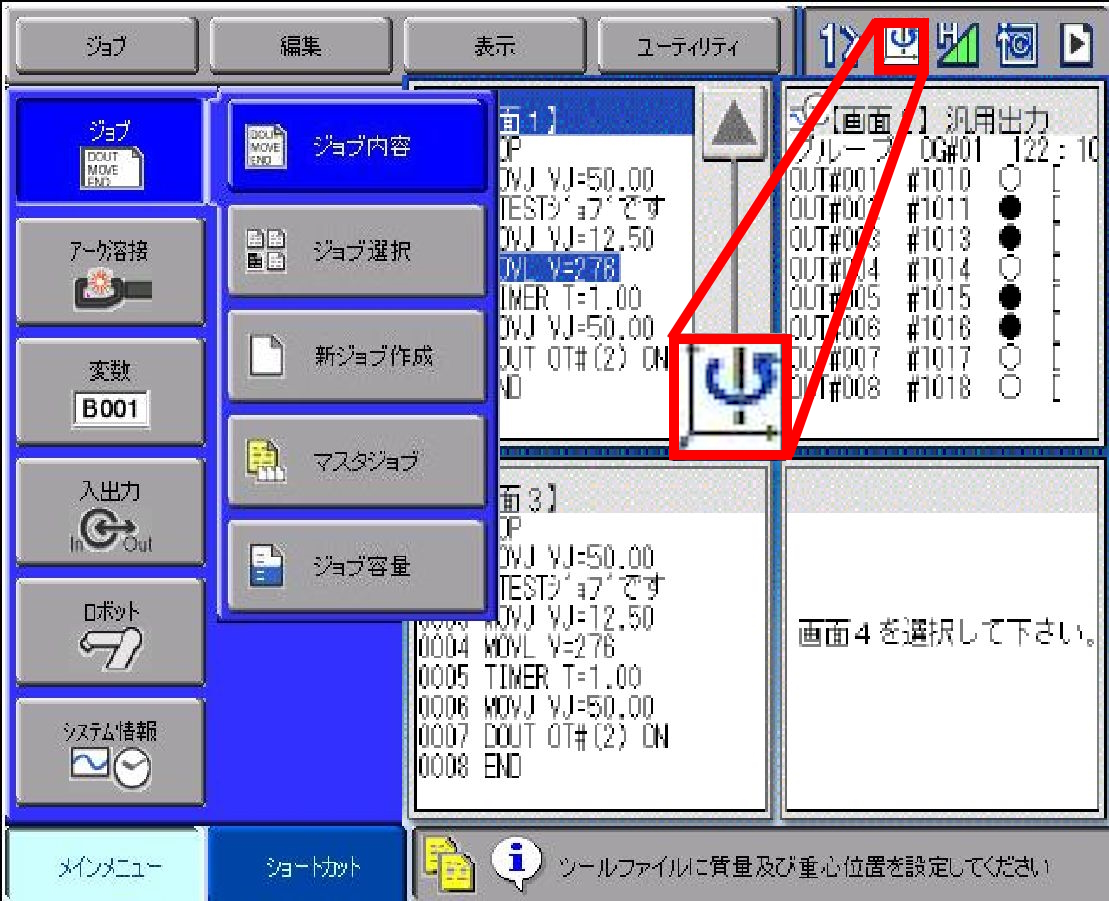 ジョブ
編集
表示
ユーティリティ
ジョブ
DOUT
MOVE
END
アーク溶接
変数
B001
入出力
In Out
ロボット
システム情報
DOUT
MOVE
END
ジョブ内容
ジョブ選択
新ジョブ作成
マスタジョブ
ジョブ容量
面1】
OP
OVJ VJ=50.00
TESTジョブです
OVJ VJ=12.50
OVL V=276
IMER T=1.00
OVJ VJ=50.00
OUT OT#(2) ON
ND
【画面 】 汎用出力
グループ OG#01 122:10
OUT#001 #1010 ○ [
OUT#002 #1011 ● [
OUT#003 #1013 ● [
OUT#004 #1014 ○ [
OUT#005 #1015 ● [
OUT#006 #1016 ● [
OUT#007 #1017 ○ [
OUT#008 #1018 ○ [
面3】
OP
OVJ VJ=50.00
TESTジョブです
0003 MOVJ VJ=12.50
0004 MOVL V=276
0005 TIMER T=1.00
0006 MOVJ VJ=50.00
0007 DOUT OT#(2) ON
0008 END
画面4を選択して下さい。
メインメニュー
ショートカット
ツールファイルに質量及び重心位置を設定してください